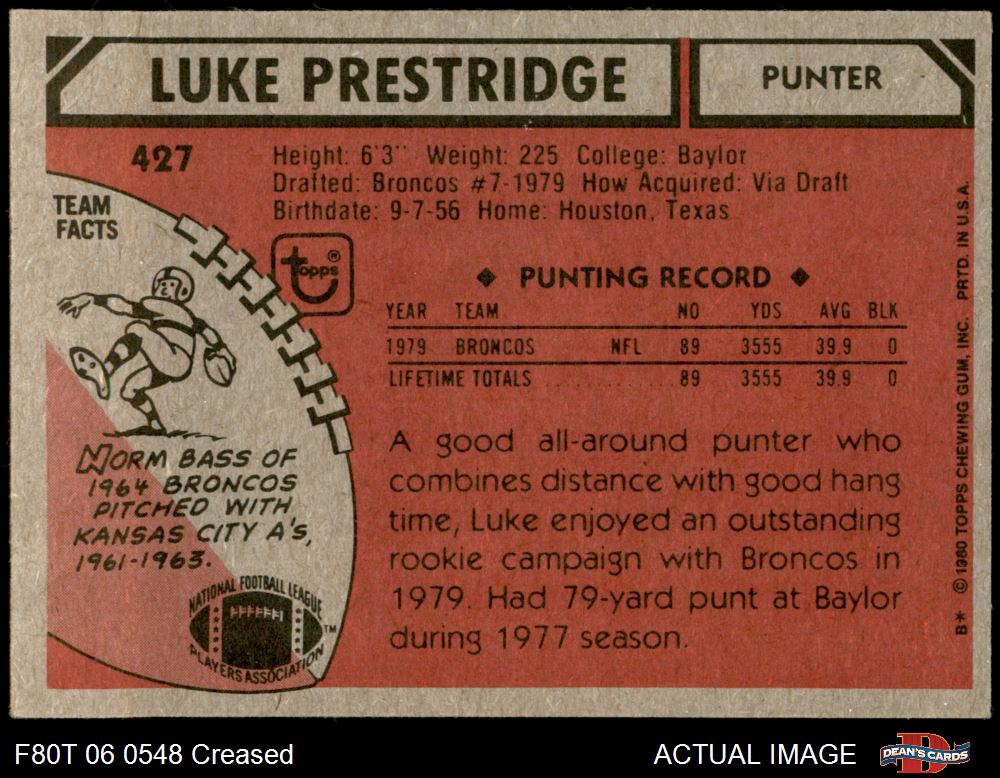 LUKE PRESTRIDGE
PUNTER
427
Height: 6'3" Weight: 225 College: Baylor
Drafted: Broncos #7-1979 How Acquired: Via Draft
Birthdate: 9-7-56 Home: Houston, Texas
TEAM
FACTS
topps®
◆ PUNTING RECORD ◆
YEAR TEAM NO YDS AVG BLK
1979 BRONCOS NFL 89 3555 39.9 0
LIFETIME TOTALS ............ 89 3555 39.9 0
A good all-around punter who
combines distance with good hang
time, Luke enjoyed an outstanding
rookie campaign with Broncos in
1979. Had 79-yard punt at Baylor
during 1977 season.
NORM BASS OF
1964 BRONCOS
PITCHED WITH
KANSAS CITY A'S,
1961-1963.
NATIONAL FOOTBALL LEAGUE
PLAYERS ASSOCIATION
TM
B* © 1980 TOPPS CHEWING GUM, INC. PRTD. IN U.S.A.
F80T 06 0548 Creased
ACTUAL IMAGE
DEAN'S CARDS